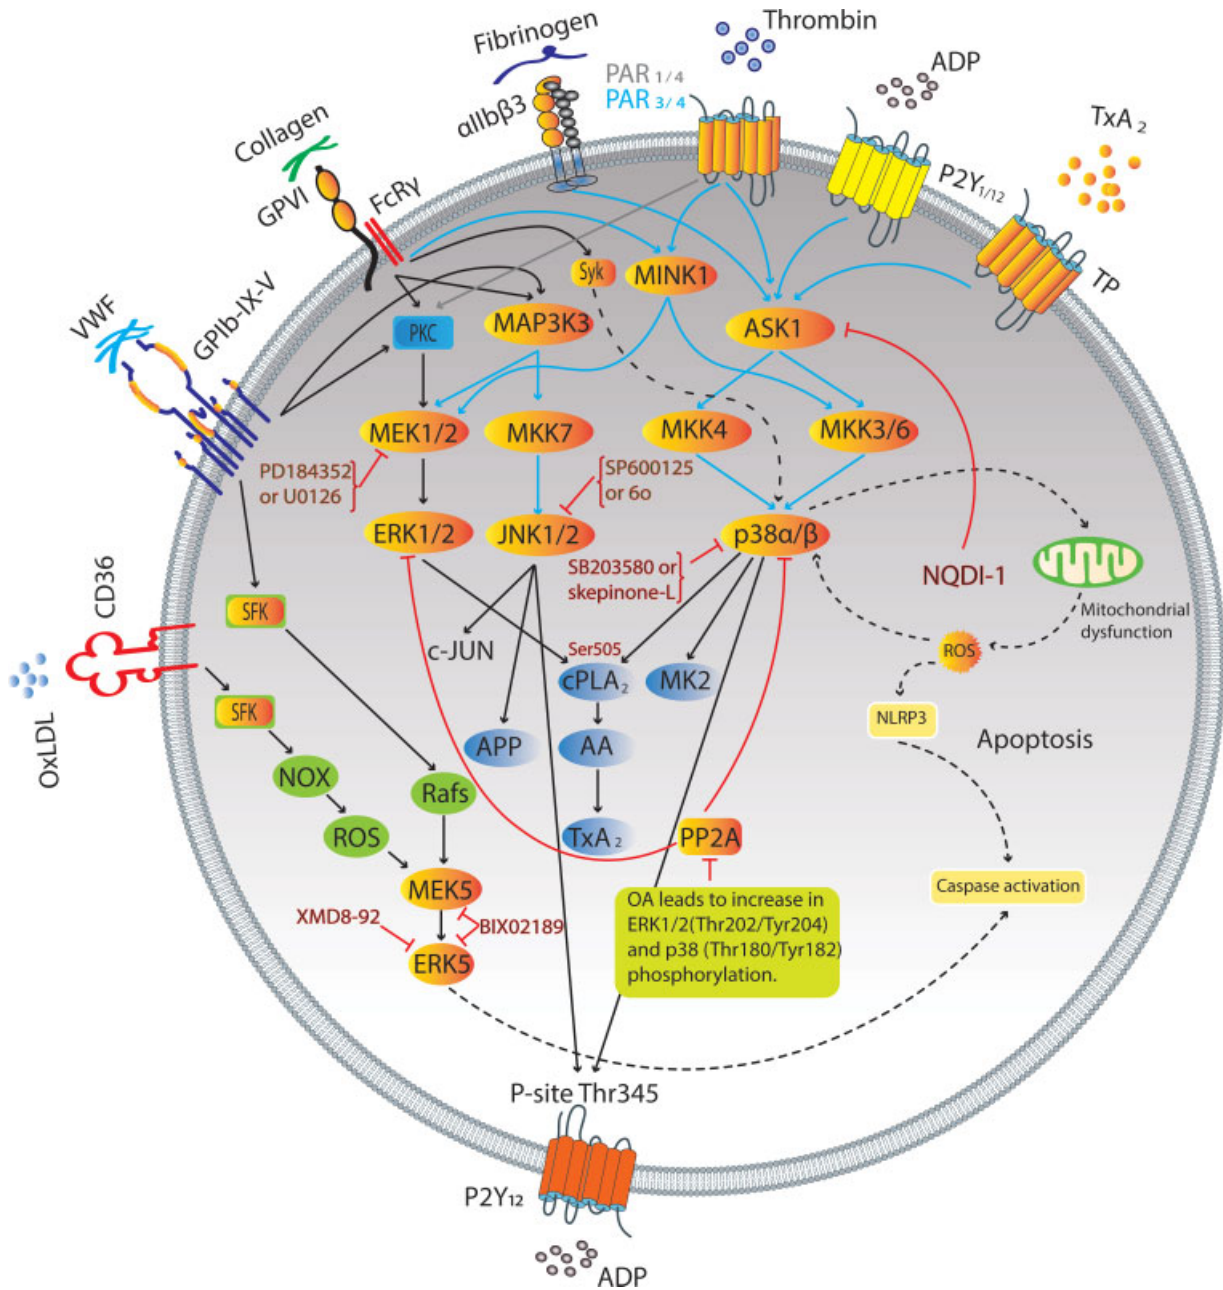 Fibrinogen
Thrombin
ADP
PAR 1/4
PAR 3/4
αIIbβ3
TxA 2
Collagen
GPVI
FcRγ
P2Y1/12
TP
VWF
GPIb-IX-V
Syk
MINK1
PKC
MAP3K3
ASK1
MEK1/2
MKK7
MKK4
MKK3/6
PD184352
or U0126
SP600125
or 6o
ERK1/2
JNK1/2
p38α/β
SB203580 or
skepinone-L
NQDI-1
Mitochondrial
dysfunction
CD36
OxLDL
SFK
c-JUN
Ser505
cPLA2
MK2
ROS
SFK
NLRP3
APP
AA
Apoptosis
NOX
Rafs
ROS
TxA 2
PP2A
MEK5
Caspase activation
XMD8-92
BIX02189
OA leads to increase in
ERK1/2(Thr202/Tyr204)
and p38 (Thr180/Tyr182)
phosphorylation.
ERK5
P-site Thr345
P2Y12
ADP